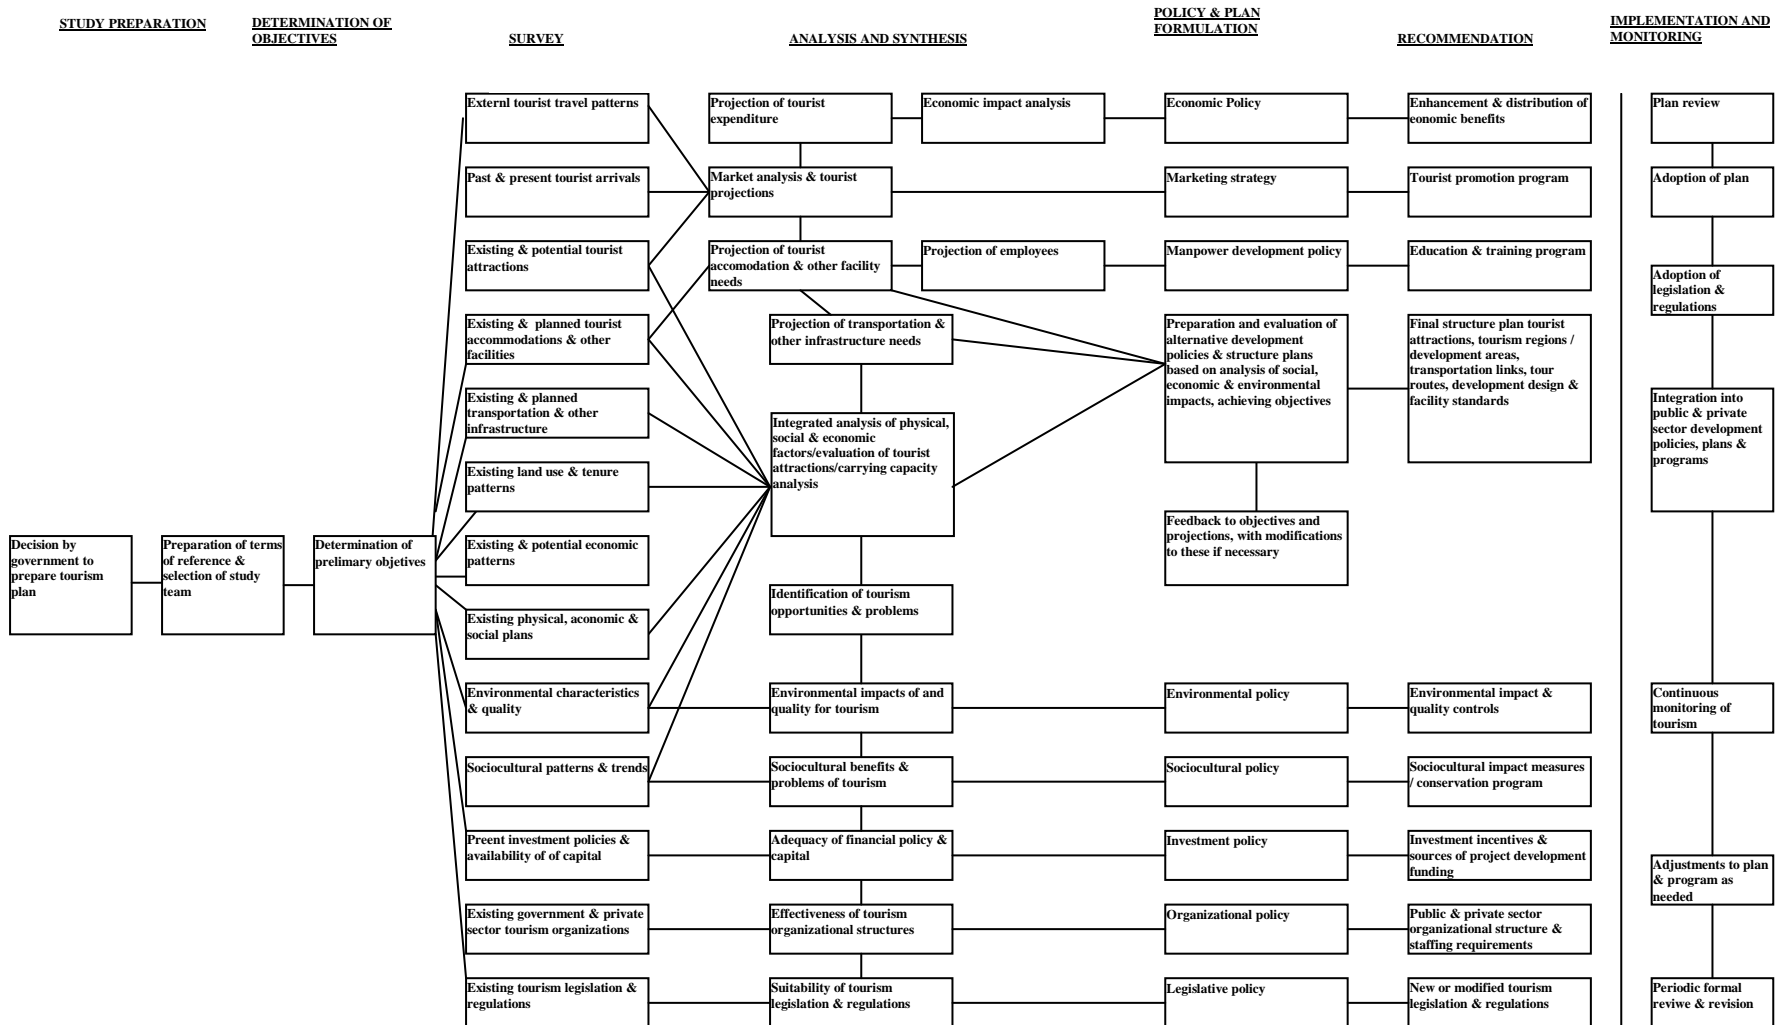 STUDY PREPARATION
DETERMINATION OF
OBJECTIVES
SURVEY
ANALYSIS AND SYNTHESIS
POLICY & PLAN
FORMULATION
RECOMMENDATION
IMPLEMENTATION AND
MONITORING
Decision by
government to
prepare tourism
plan
Preparation of terms
of reference &
selection of study
team
Determination of
prelimary objetives
Externl tourist travel patterns
Past & present tourist arrivals
Existing & potential tourist
attractions
Existing &  planned tourist
accommodations & other
facilities
Existing & planned
transportation & other
infrastructure
Existing land use & tenure
patterns
Existing & potential economic
patterns
Existing physical, aconomic &
social plans
Environmental characteristics
& quality
Sociocultural patterns & trends
Preent investment policies &
availability of of capital
Existing government & private
sector tourism organizations
Existing tourism legislation &
regulations
Projection of tourist
expenditure
Economic impact analysis
Market analysis & tourist
projections
Projection of tourist
accomodation & other facility
needs
Projection of employees
Projection of transportation &
other infrastructure needs
Integrated analysis of physical,
social & economic
factors/evaluation of tourist
attractions/carrying capacity
analysis
Identification of tourism
opportunities & problems
Environmental impacts of and
quality for tourism
Sociocultural benefits &
problems of tourism
Adequacy of financial policy &
capital
Effectiveness of tourism
organizational structures
Suitability of tourism
legislation & regulations
Economic Policy
Marketing strategy
Manpower development policy
Preparation and evaluation of
alternative development
policies & structure plans
based on analysis of social,
economic & environmental
impacts, achieving objectives
Feedback to objectives and
projections, with modifications
to these if necessary
Environmental policy
Sociocultural policy
Investment policy
Organizational policy
Legislative policy
Enhancement & distribution of
eonomic benefits
Tourist promotion program
Education & training program
Final structure plan tourist
attractions, tourism regions /
development areas,
transportation links, tour
routes, development design &
facility standards
Environmental impact &
quality controls
Sociocultural impact measures
/ conservation program
Investment incentives &
sources of project development
funding
Public & private sector
organizational structure &
staffing requirements
New or modified tourism
legislation & regulations
Plan review
Adoption of plan
Adoption of
legislation &
regulations
Integration into
public & private
sector development
policies, plans &
programs
Continuous
monitoring of
tourism
Adjustments to plan
& program as
needed
Periodic formal
reviwe & revision